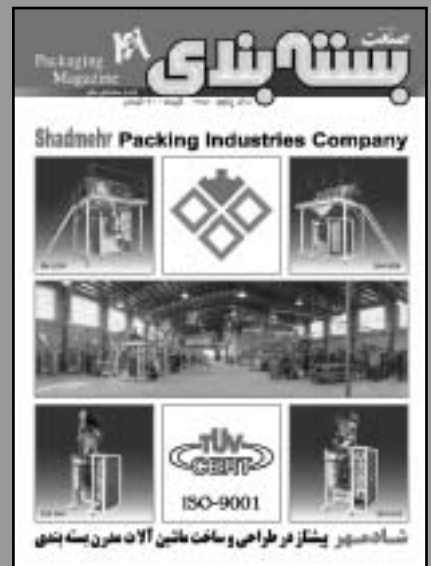 صنعت
بسته بندی
۴۹
Packaging
Magazine
Shadmehr Packing Industries Company
TÜV
CERT
ISO-9001
شادمهر پیشتاز در طراحی و ساخت ماشین آلات مدرن بسته بندی